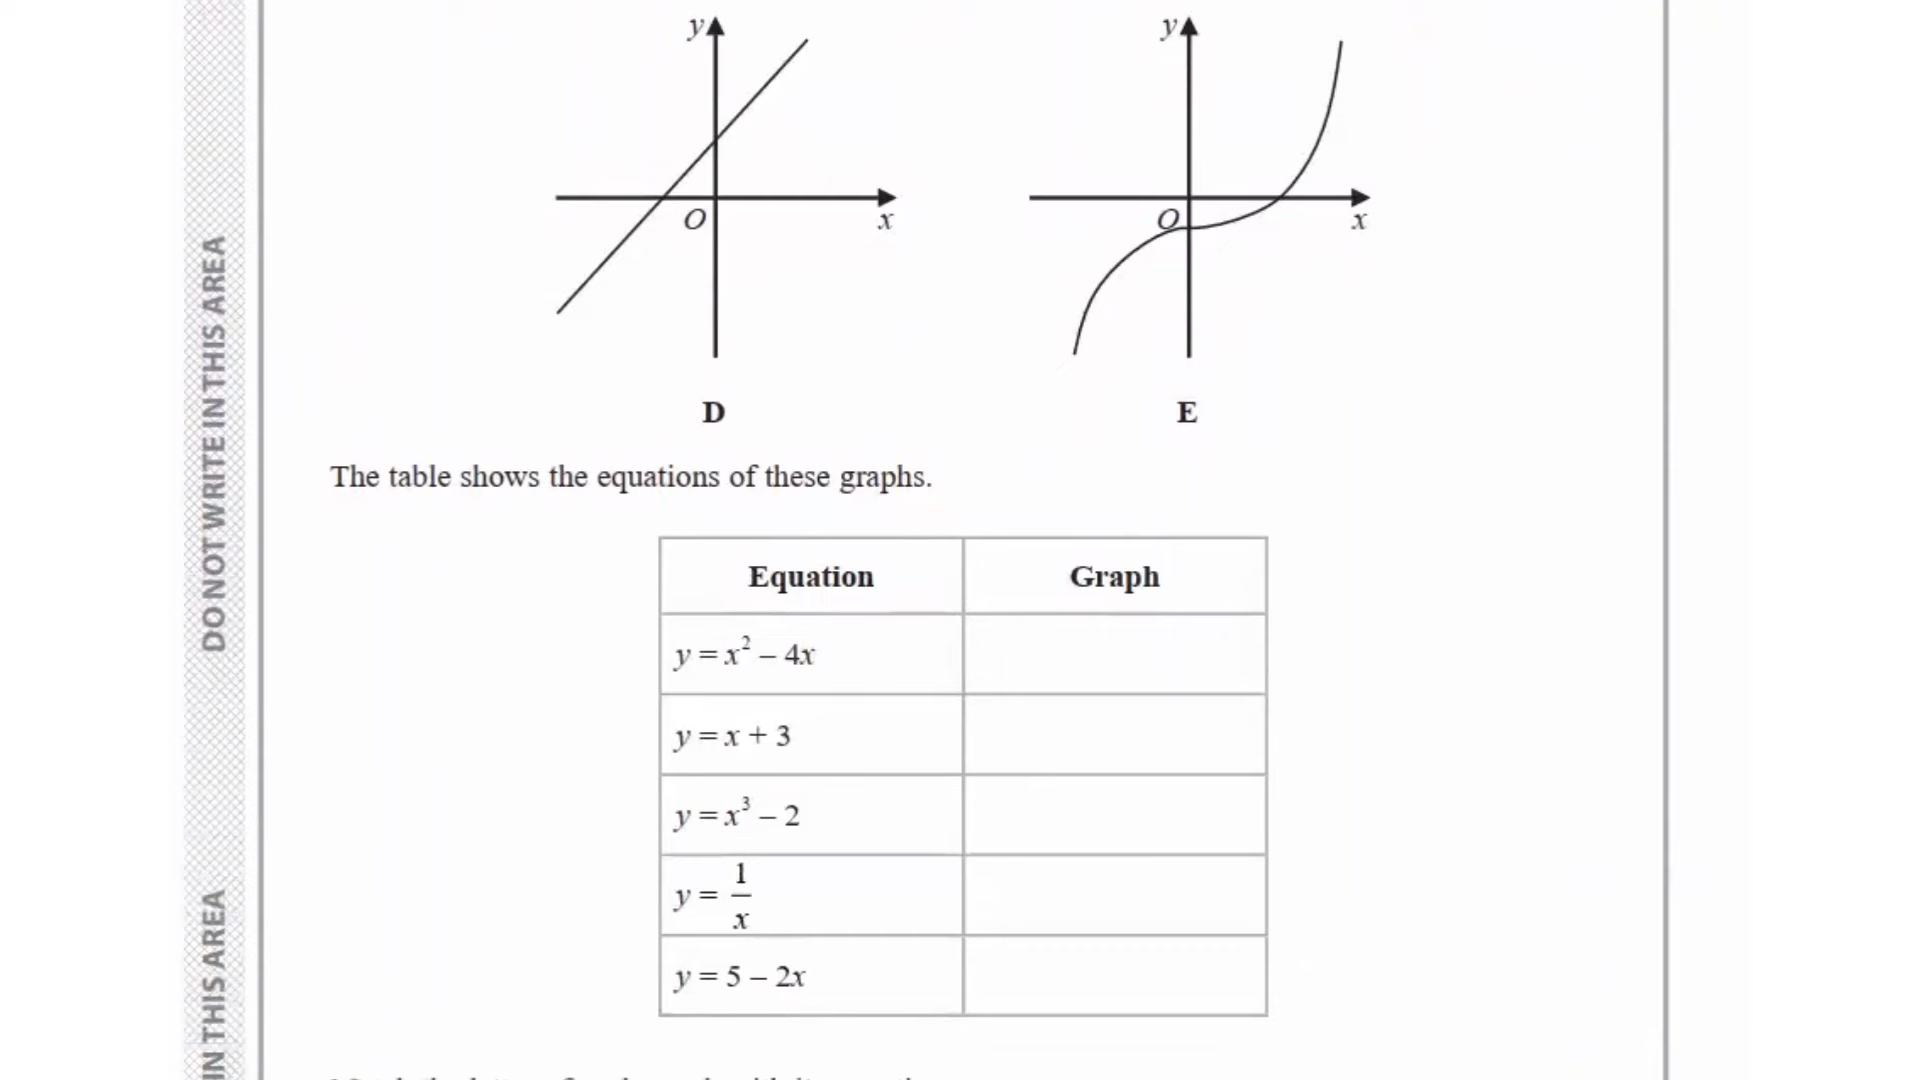 y
y
O
x
O
x
D
E
DO NOT WRITE IN THIS AREA
The table shows the equations of these graphs.
Equation Graph
y = x² – 4x
y = x + 3
y = x³ – 2
y = 1/x
y = 5 – 2x
IN THIS AREA